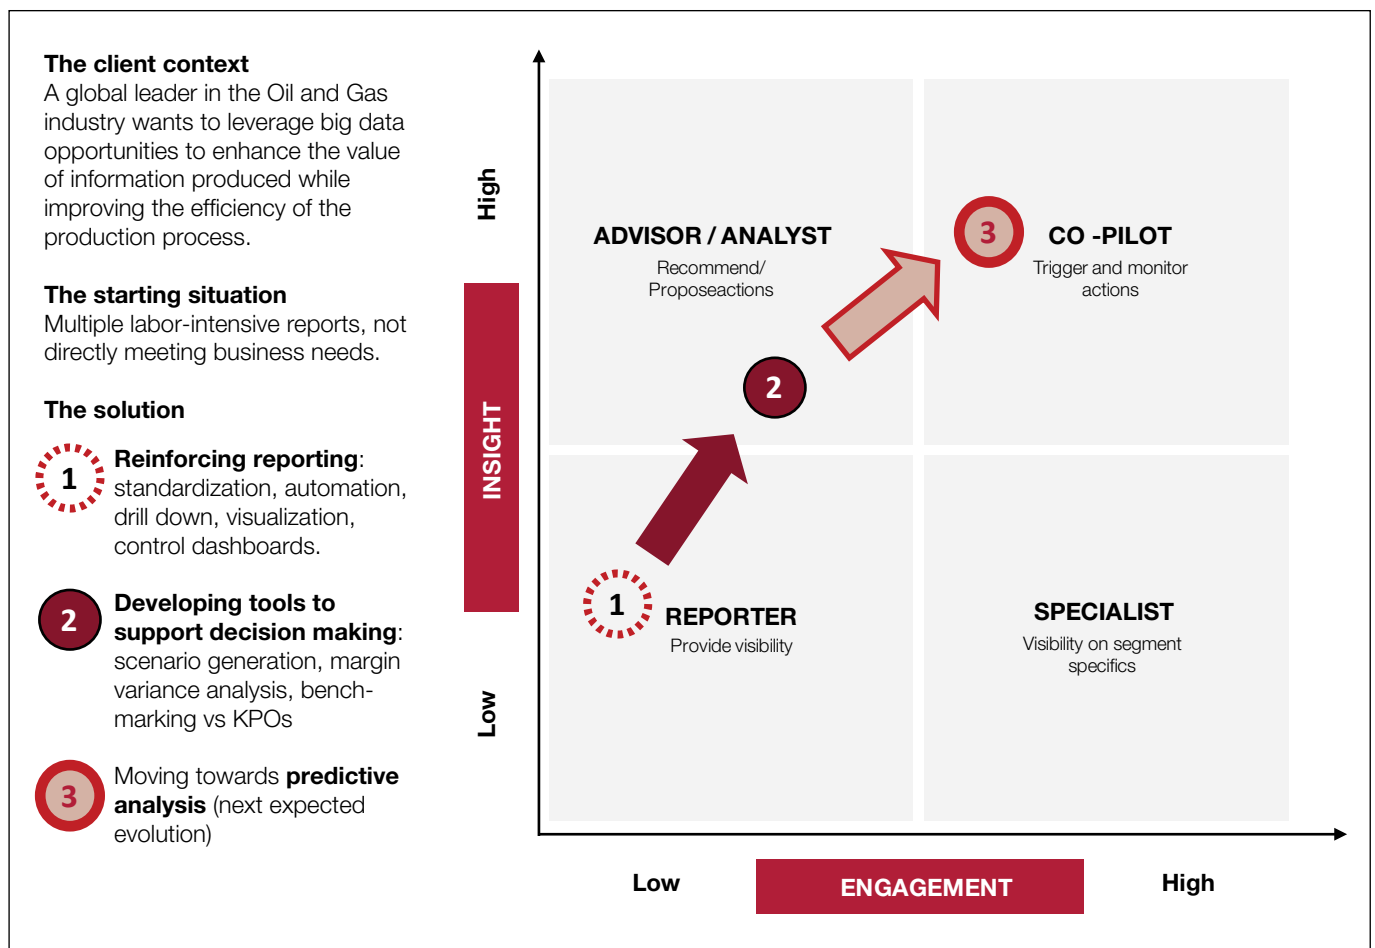 The client context
A global leader in the Oil and Gas
industry wants to leverage big data
opportunities to enhance the value
of information produced while
improving the efficiency of the
production process.
The starting situation
Multiple labor-intensive reports, not
directly meeting business needs.
The solution
1
Reinforcing reporting:
standardization, automation,
drill down, visualization,
control dashboards.
2
Developing tools to
support decision making:
scenario generation, margin
variance analysis, bench-
marking vs KPOs
3
Moving towards predictive
analysis (next expected
evolution)
High
INSIGHT
Low
ADVISOR / ANALYST
Recommend/
Proposeactions
3
CO -PILOT
Trigger and monitor
actions
2
1
REPORTER
Provide visibility
SPECIALIST
Visibility on segment
specifics
Low
ENGAGEMENT
High